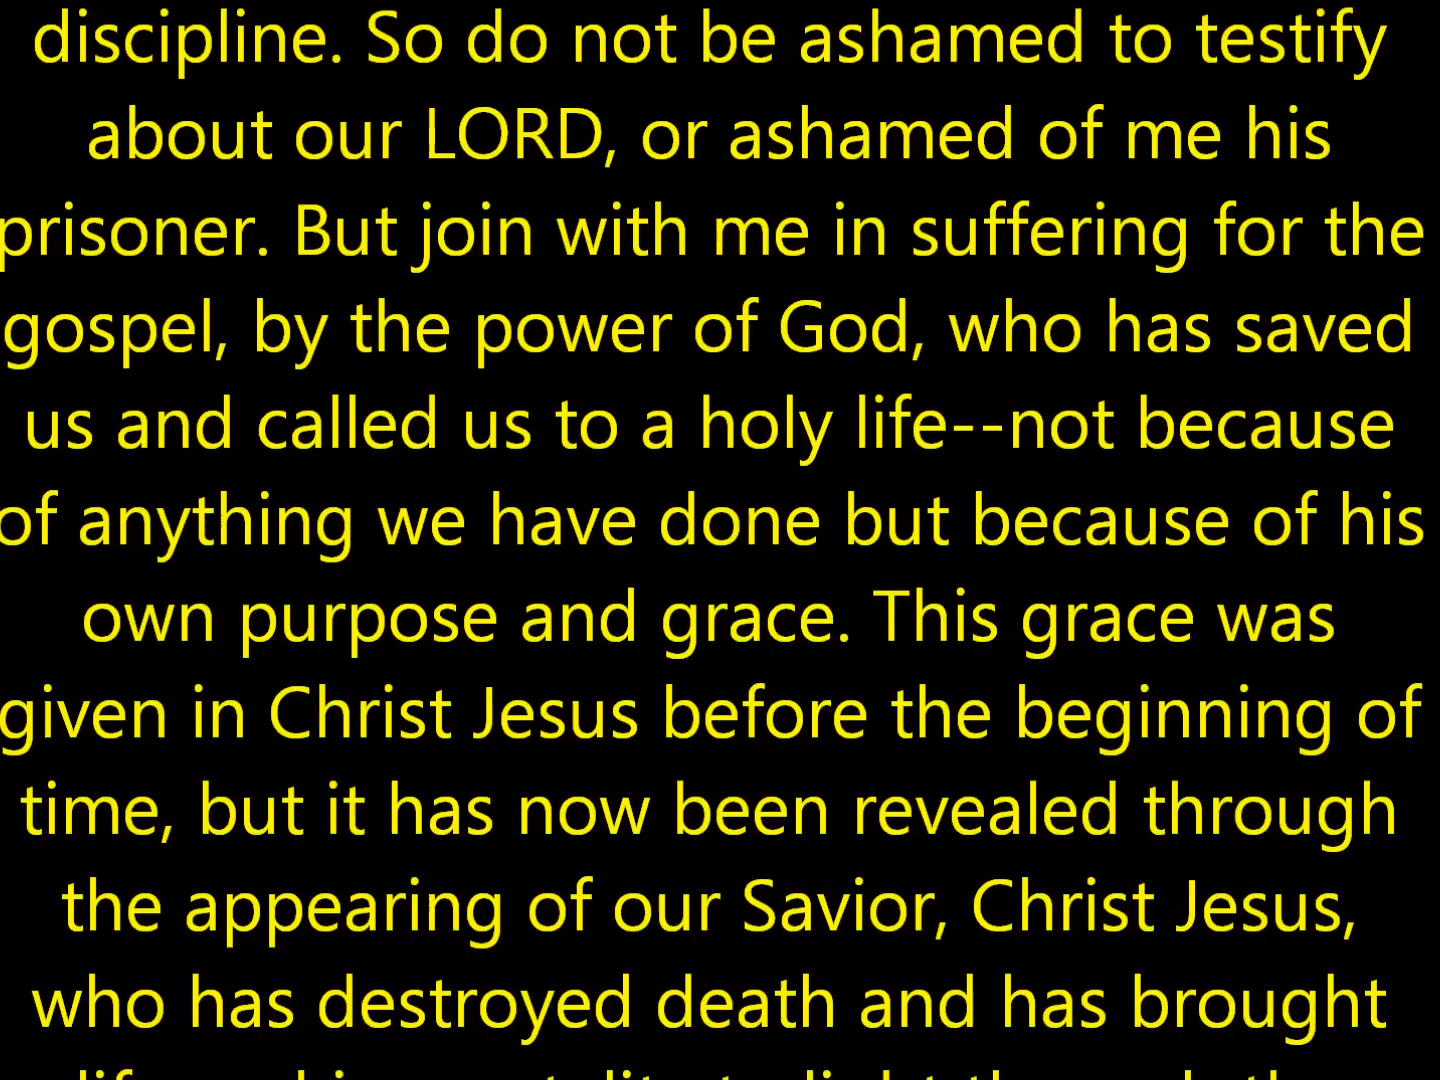 discipline. So do not be ashamed to testify
about our LORD, or ashamed of me his
prisoner. But join with me in suffering for the
gospel, by the power of God, who has saved
us and called us to a holy life--not because
of anything we have done but because of his
own purpose and grace. This grace was
given in Christ Jesus before the beginning of
time, but it has now been revealed through
the appearing of our Savior, Christ Jesus,
who has destroyed death and has brought